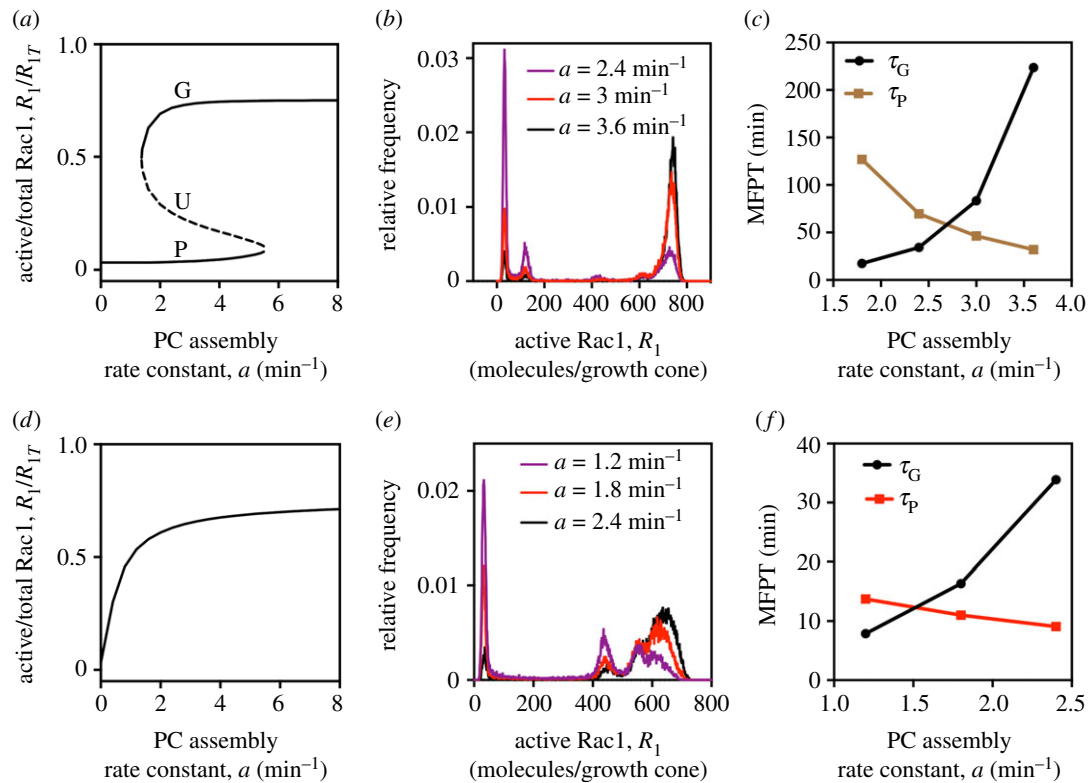 (a)
active/total Rac1, R1/R1T
1.0
0.5
0
G
U
P
0 2 4 6 8
PC assembly
rate constant, a (min–1)
(b)
relative frequency
0.03
0.02
0.01
0
a = 2.4 min–1
a = 3 min–1
a = 3.6 min–1
0 200 400 600 800
active Rac1, R1
(molecules/growth cone)
(c)
MFPT (min)
250
200
150
100
50
0
τG
τP
1.5 2.0 2.5 3.0 3.5 4.0
PC assembly
rate constant, a (min–1)
(d)
active/total Rac1, R1/R1T
1.0
0.5
0
0 2 4 6 8
PC assembly
rate constant, a (min–1)
(e)
relative frequency
0.02
0.01
0
a = 1.2 min–1
a = 1.8 min–1
a = 2.4 min–1
0 200 400 600 800
active Rac1, R1
(molecules/growth cone)
(f)
MFPT (min)
40
30
20
10
0
τG
τP
1.0 1.5 2.0 2.5
PC assembly
rate constant, a (min–1)